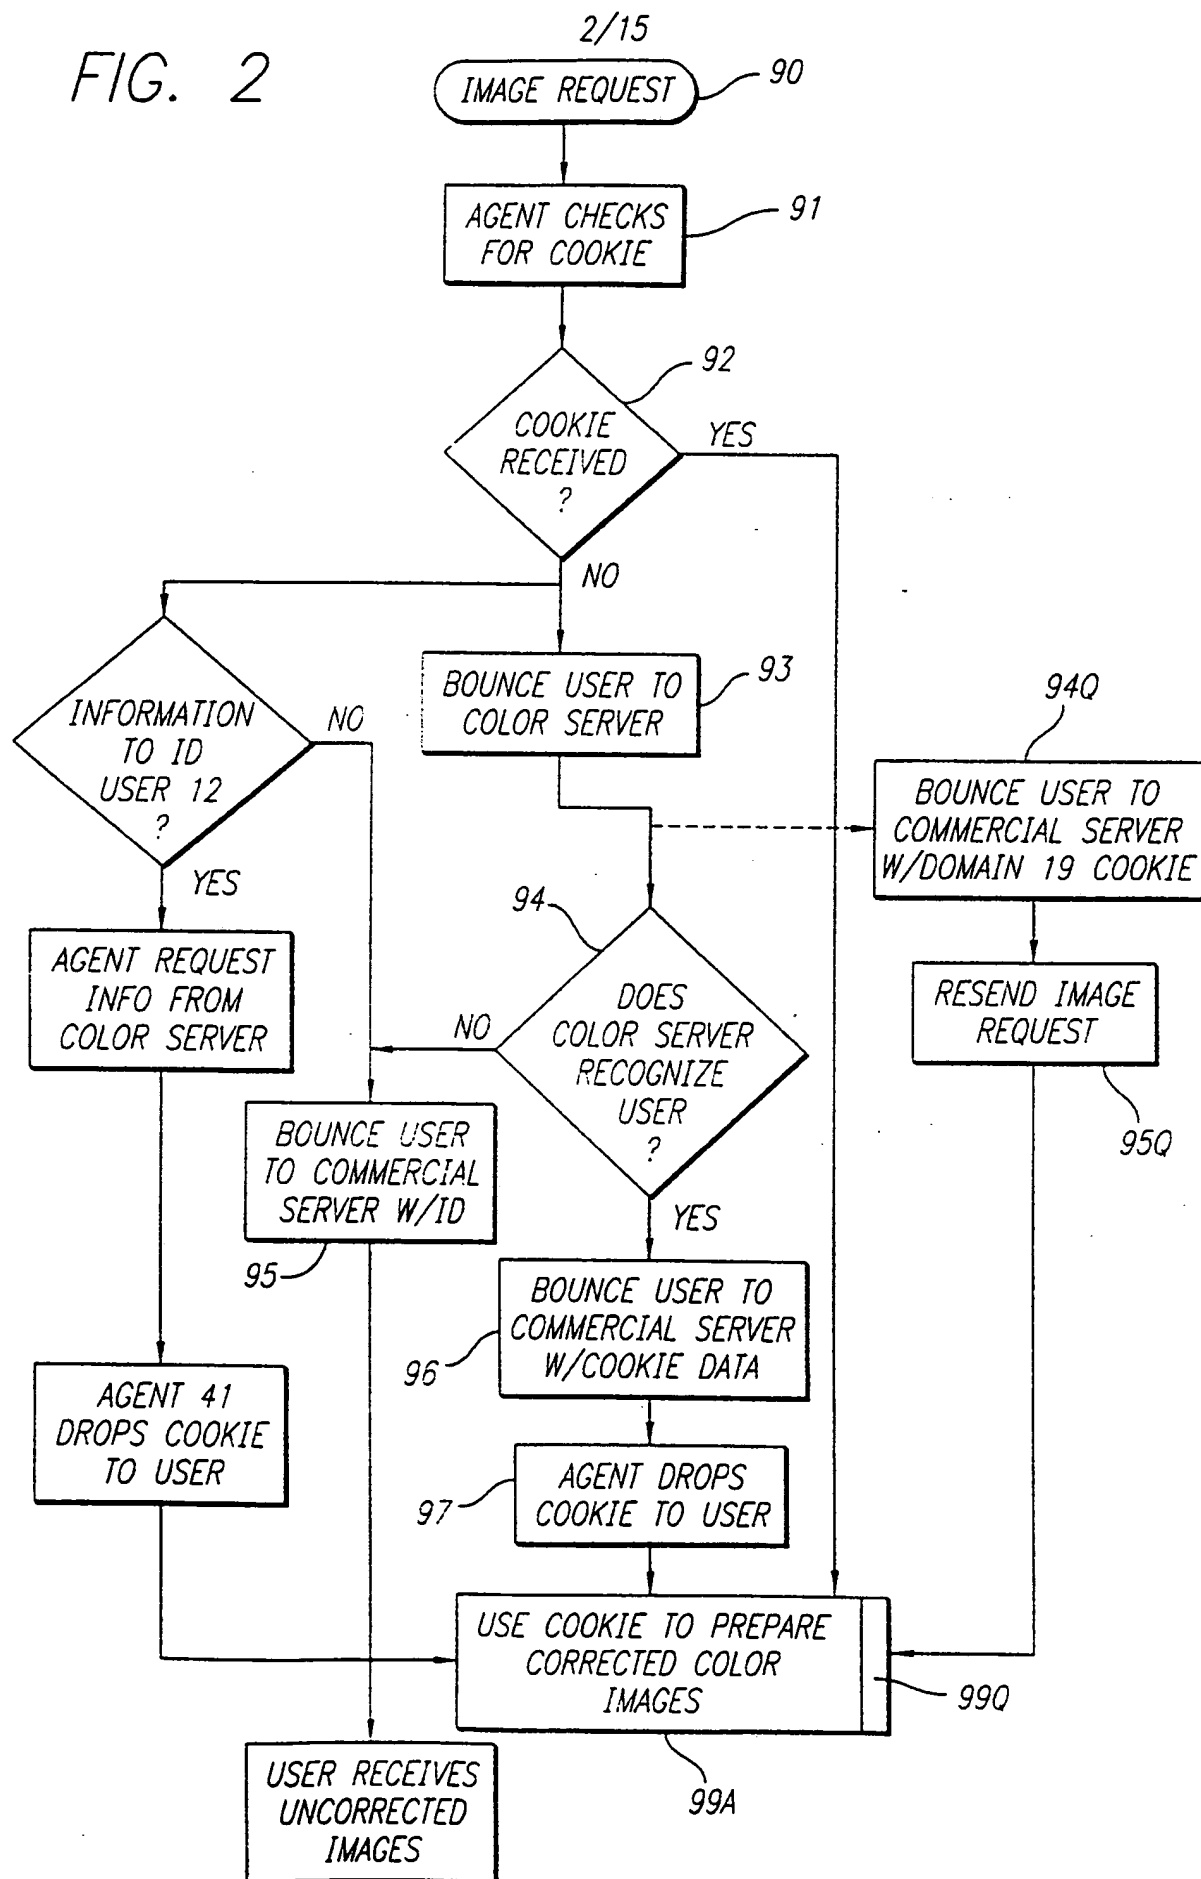 2/15
FIG. 2
IMAGE REQUEST
90
AGENT CHECKS
FOR COOKIE
91
92
COOKIE
RECEIVED
?
YES
NO
INFORMATION
TO ID
USER 12
?
NO
YES
BOUNCE USER TO
COLOR SERVER
93
94Q
BOUNCE USER TO
COMMERCIAL SERVER
W/DOMAIN 19 COOKIE
94
DOES
COLOR SERVER
RECOGNIZE
USER
?
NO
YES
AGENT REQUEST
INFO FROM
COLOR SERVER
RESEND IMAGE
REQUEST
95Q
BOUNCE USER
TO COMMERCIAL
SERVER W/ID
95
BOUNCE USER TO
COMMERCIAL SERVER
W/COOKIE DATA
96
AGENT 41
DROPS COOKIE
TO USER
AGENT DROPS
COOKIE TO USER
97
USE COOKIE TO PREPARE
CORRECTED COLOR
IMAGES
99Q
99A
USER RECEIVES
UNCORRECTED
IMAGES